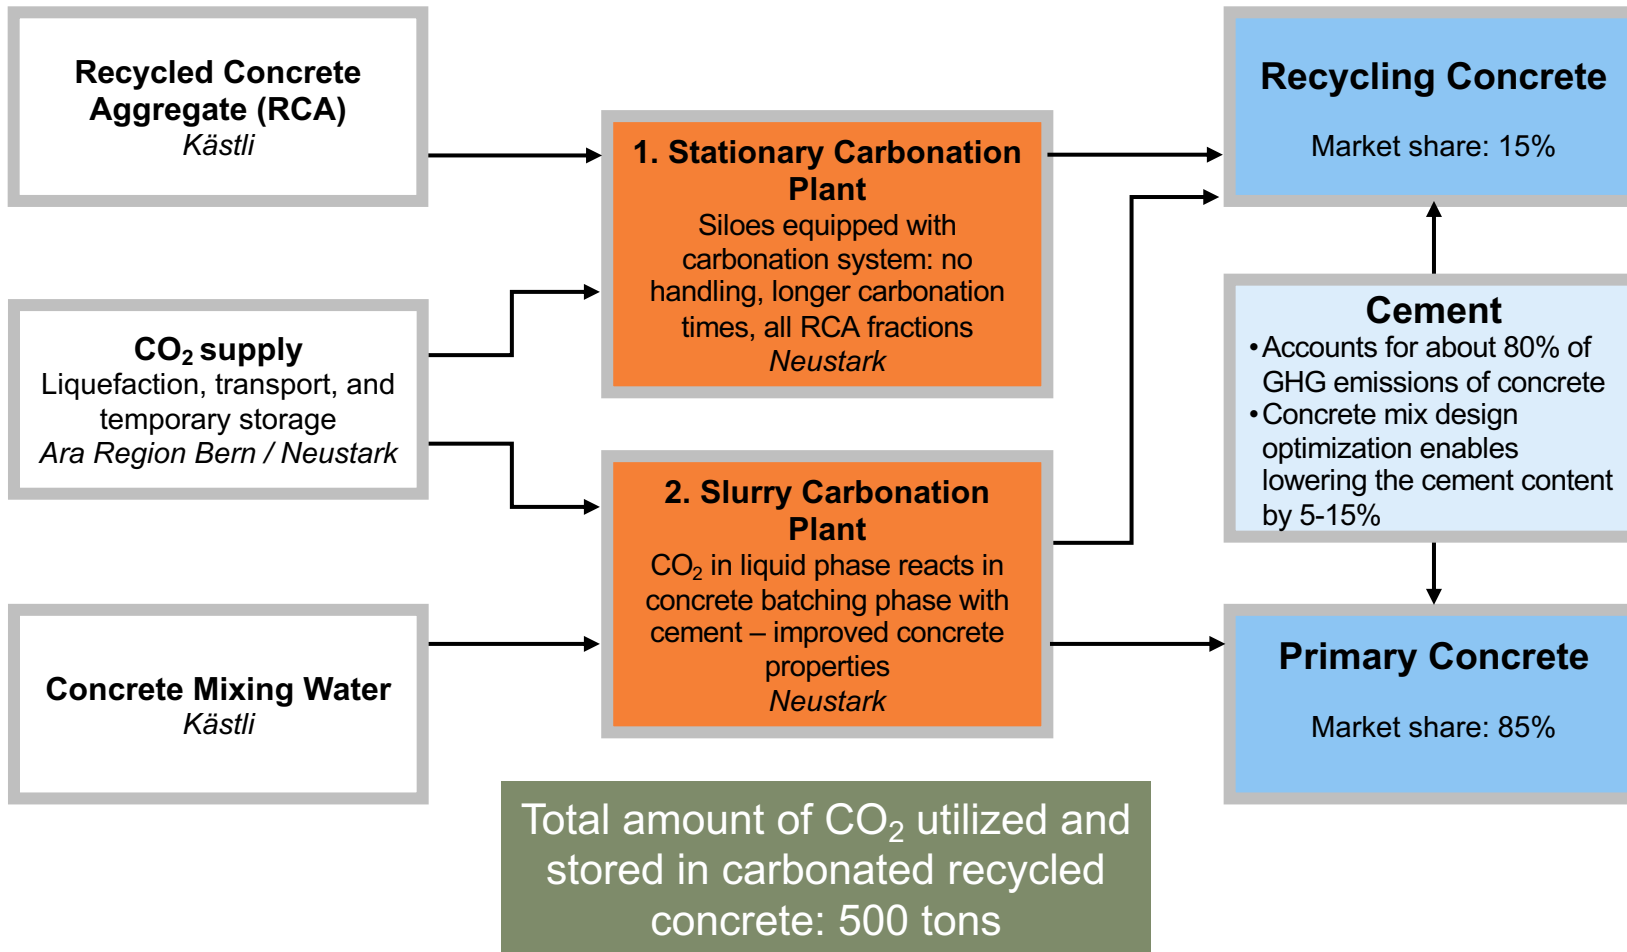 Recycled Concrete
Aggregate (RCA)
Kästli
CO₂ supply
Liquefaction, transport, and
temporary storage
Ara Region Bern / Neustark
Concrete Mixing Water
Kästli
1. Stationary Carbonation
Plant
Siloes equipped with
carbonation system: no
handling, longer carbonation
times, all RCA fractions
Neustark
2. Slurry Carbonation
Plant
CO₂ in liquid phase reacts in
concrete batching phase with
cement – improved concrete
properties
Neustark
Recycling Concrete
Market share: 15%
Cement
• Accounts for about 80% of
GHG emissions of concrete
• Concrete mix design
optimization enables
lowering the cement content
by 5-15%
Primary Concrete
Market share: 85%
Total amount of CO₂ utilized and
stored in carbonated recycled
concrete: 500 tons